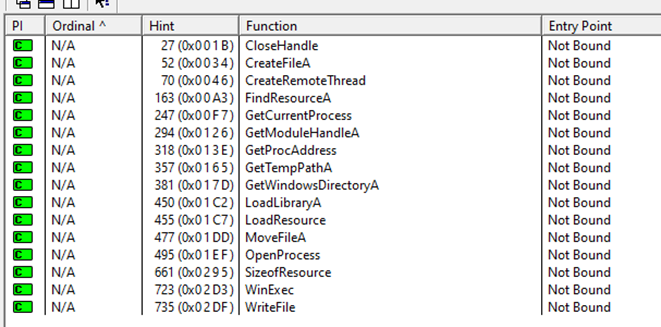 PI Ordinal ^ Hint Function Entry Point
C N/A 27 (0x001B) CloseHandle Not Bound
C N/A 52 (0x0034) CreateFileA Not Bound
C N/A 70 (0x0046) CreateRemoteThread Not Bound
C N/A 163 (0x00A3) FindResourceA Not Bound
C N/A 247 (0x00F7) GetCurrentProcess Not Bound
C N/A 294 (0x0126) GetModuleHandleA Not Bound
C N/A 318 (0x013E) GetProcAddress Not Bound
C N/A 357 (0x0165) GetTempPathA Not Bound
C N/A 381 (0x017D) GetWindowsDirectoryA Not Bound
C N/A 450 (0x01C2) LoadLibraryA Not Bound
C N/A 455 (0x01C7) LoadResource Not Bound
C N/A 477 (0x01DD) MoveFileA Not Bound
C N/A 495 (0x01EF) OpenProcess Not Bound
C N/A 661 (0x0295) SizeofResource Not Bound
C N/A 723 (0x02D3) WinExec Not Bound
C N/A 735 (0x02DF) WriteFile Not Bound